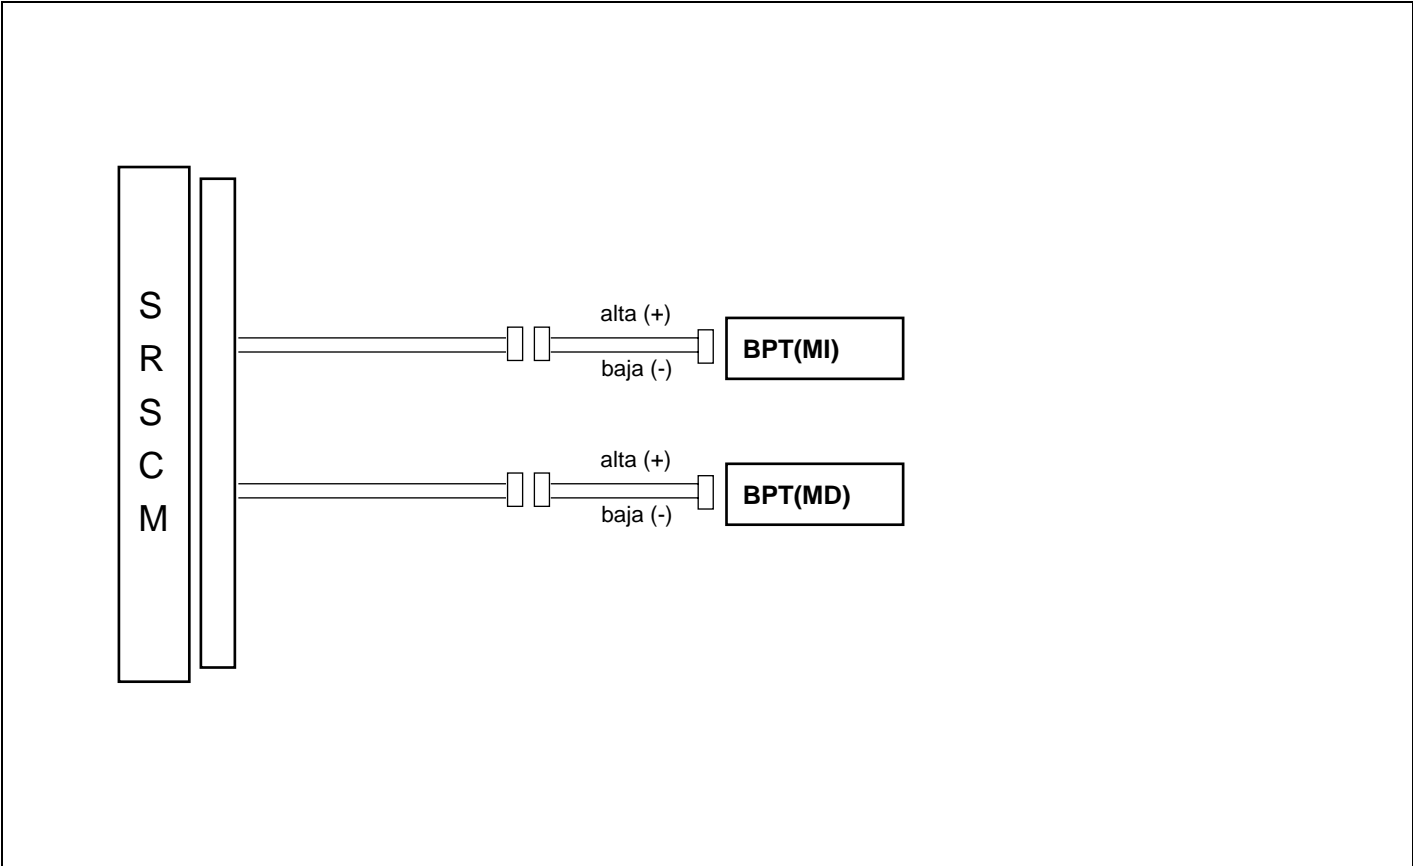 S
R
S
C
M
alta (+)
BPT(MI)
baja (-)
alta (+)
BPT(MD)
baja (-)